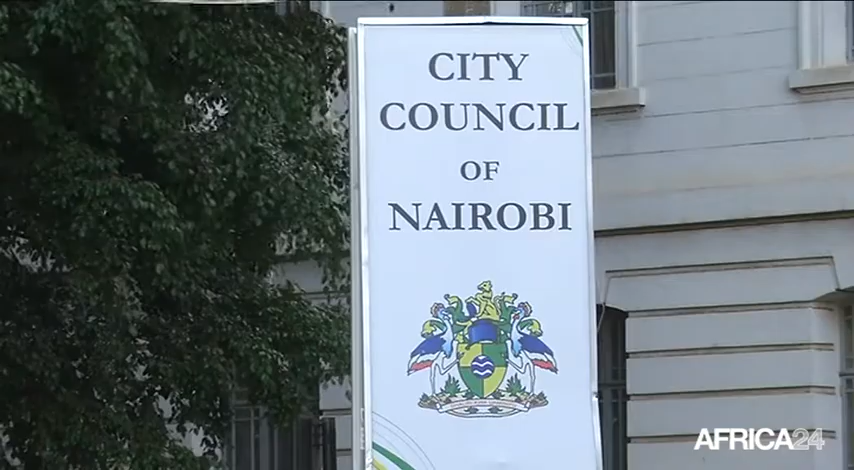 CITY
COUNCIL
OF
NAIROBI
AFRICA24